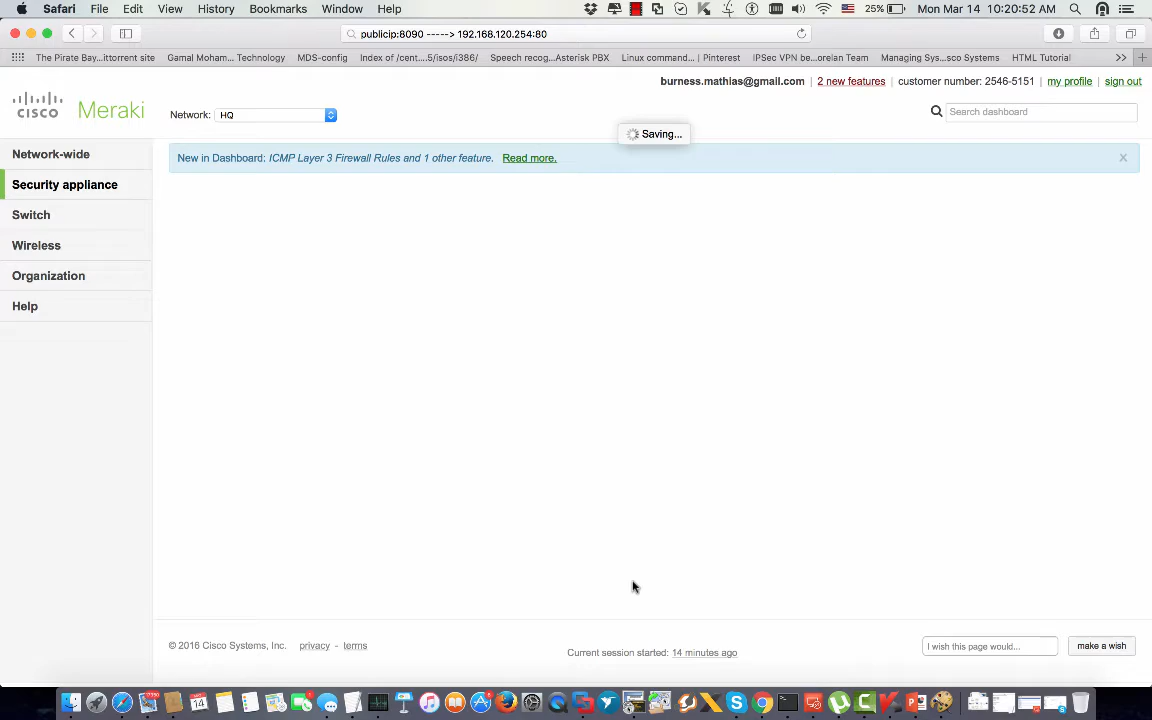 Safari File Edit View History Bookmarks Window Help 25% Mon Mar 14 10:20:52 AM
publicip:8090 -----> 192.168.120.254:80
The Pirate Bay...ittorrent site Gamal Moham... Technology MDS-config Index of /cent....5/isos/i386/ Speech recog...Asterisk PBX Linux command... | Pinterest IPSec VPN be...orelan Team Managing Sys...sco Systems HTML Tutorial
burness.mathias@gmail.com | 2 new features | customer number: 2546-5151 | my profile | sign out
cisco Meraki
Network: HQ
Search dashboard
Saving...
Network-wide
Security appliance
Switch
Wireless
Organization
Help
New in Dashboard: ICMP Layer 3 Firewall Rules and 1 other feature. Read more. X
© 2016 Cisco Systems, Inc. privacy - terms
Current session started: 14 minutes ago
I wish this page would... make a wish